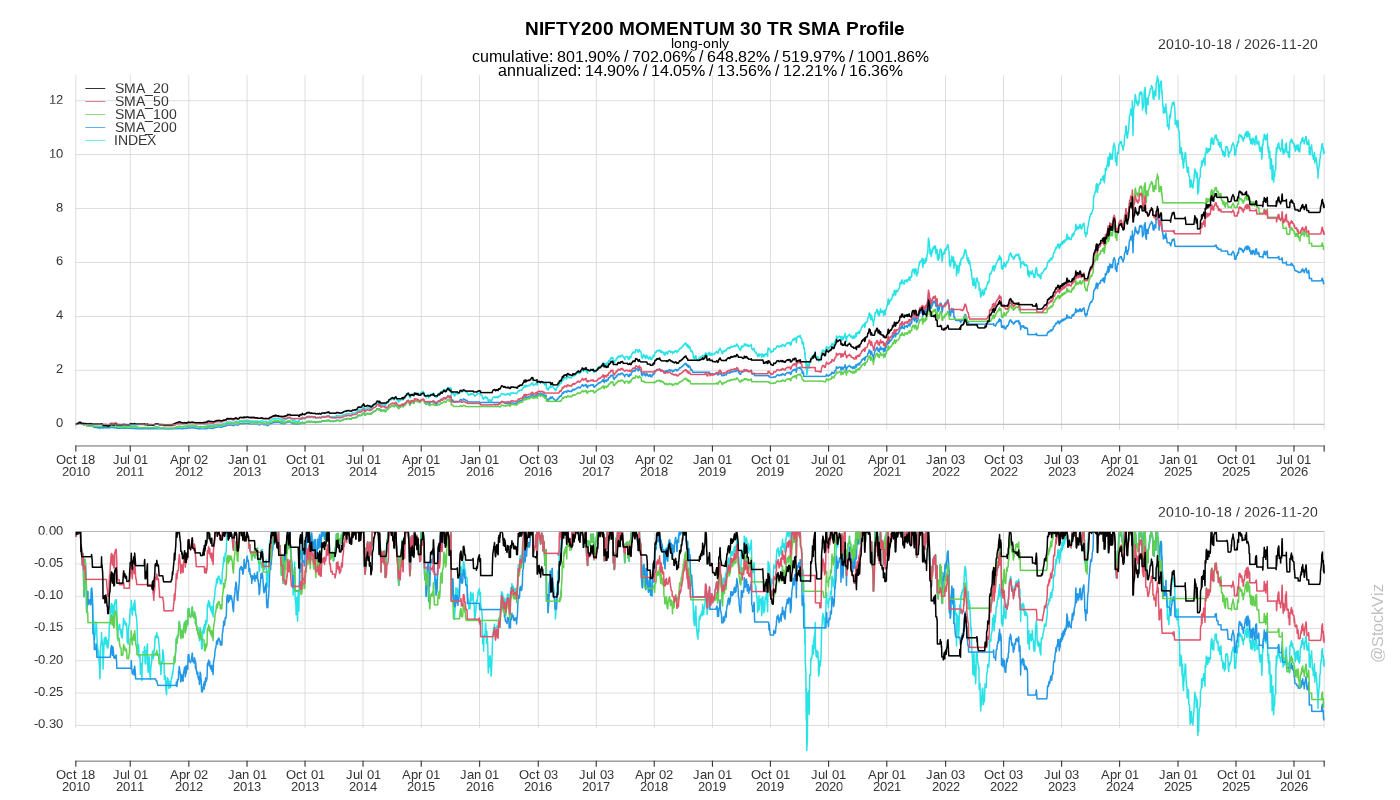 NIFTY200 MOMENTUM 30 TR SMA Profile
long-only
2010-10-18 / 2026-11-20
cumulative: 801.90% / 702.06% / 648.82% / 519.97% / 1001.86%
annualized: 14.90% / 14.05% / 13.56% / 12.21% / 16.36%
SMA_20
SMA_50
SMA_100
SMA_200
INDEX
12
10
8
6
4
2
0
Oct 18 Jul 01 Apr 02 Jan 01 Oct 01 Jul 01 Apr 01 Jan 01 Oct 03 Jul 03 Apr 02 Jan 01 Oct 01 Jul 01 Apr 01 Jan 03 Oct 03 Jul 03 Apr 01 Jan 01 Oct 01 Jul 01
2010 2011 2012 2013 2013 2014 2015 2016 2016 2017 2018 2019 2019 2020 2021 2022 2022 2023 2024 2025 2025 2026
2010-10-18 / 2026-11-20
0.00
-0.05
-0.10
-0.15
-0.20
-0.25
-0.30
Oct 18 Jul 01 Apr 02 Jan 01 Oct 01 Jul 01 Apr 01 Jan 01 Oct 03 Jul 03 Apr 02 Jan 01 Oct 01 Jul 01 Apr 01 Jan 03 Oct 03 Jul 03 Apr 01 Jan 01 Oct 01 Jul 01
2010 2011 2012 2013 2013 2014 2015 2016 2016 2017 2018 2019 2019 2020 2021 2022 2022 2023 2024 2025 2025 2026
@StockViz